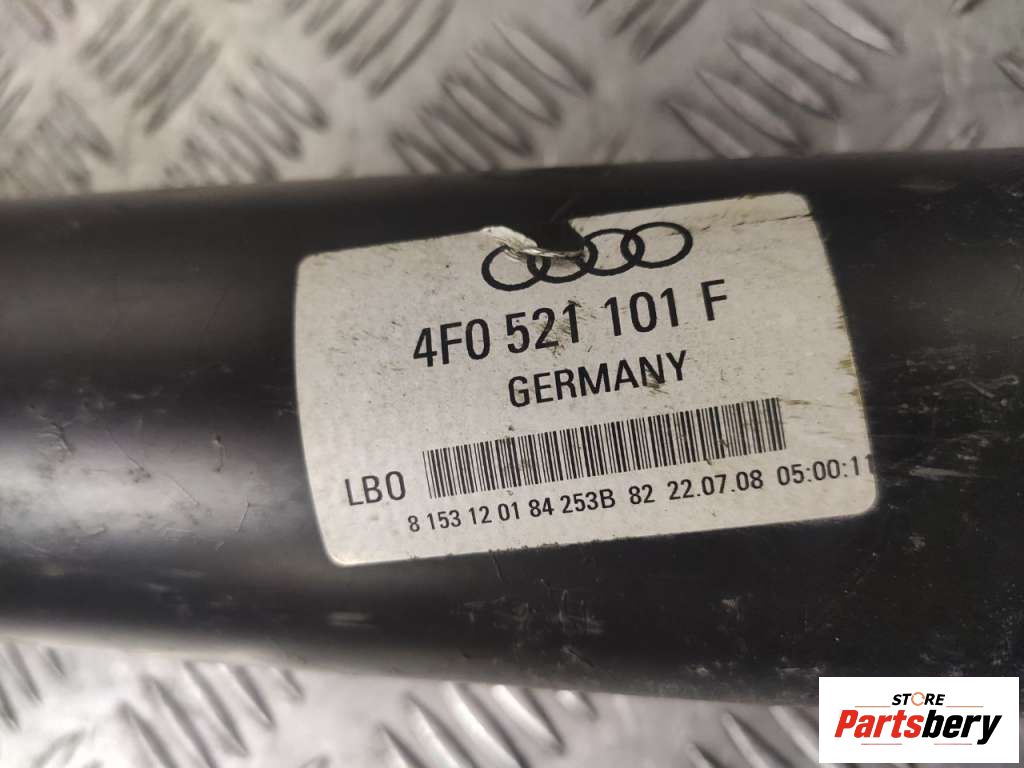 4F0 521 101 F
GERMANY
LBO
8 153 12 01 84 253B 82 22.07.08 05:00:11
STORE
Partsbery